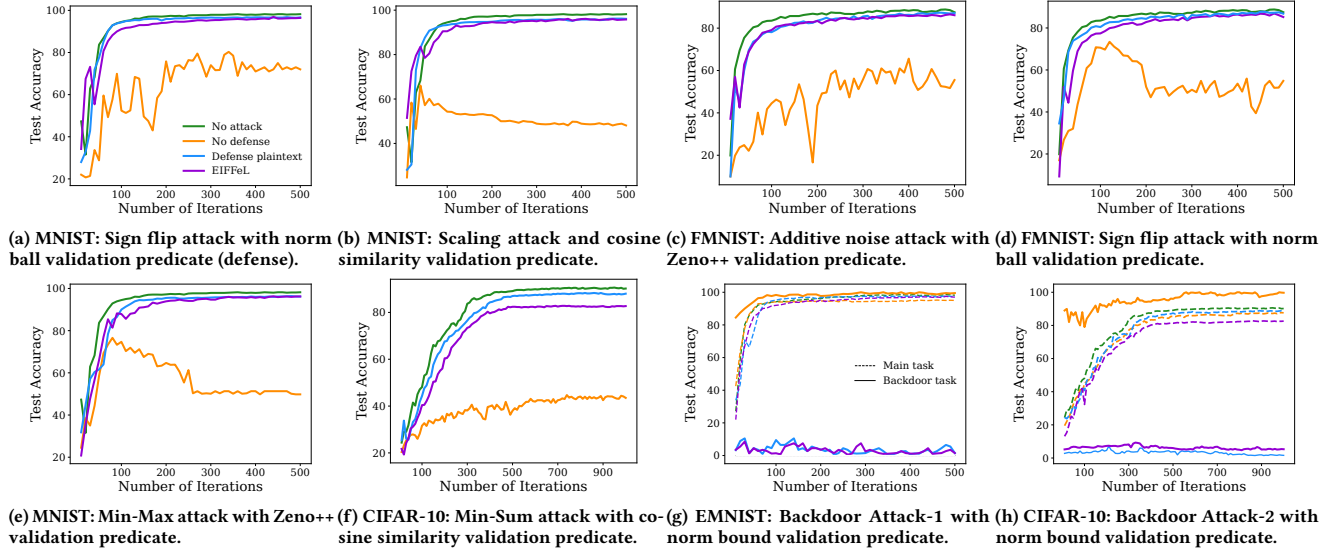 100
80
60
40
20
100 200 300 400 500
Test Accuracy
Number of Iterations
No attack
No defense
Defense plaintext
EIFFeL
(a) MNIST: Sign flip attack with norm
ball validation predicate (defense).
100
80
60
40
100 200 300 400 500
Test Accuracy
Number of Iterations
(b) MNIST: Scaling attack and cosine
similarity validation predicate.
80
60
40
20
100 200 300 400 500
Test Accuracy
Number of Iterations
(c) FMNIST: Additive noise attack with
Zeno++ validation predicate.
80
60
40
20
100 200 300 400 500
Test Accuracy
Number of Iterations
(d) FMNIST: Sign flip attack with norm
ball validation predicate.
100
80
60
40
20
100 200 300 400 500
Test Accuracy
Number of Iterations
(e) MNIST: Min-Max attack with Zeno++
validation predicate.
80
60
40
20
100 300 500 700 900
Test Accuracy
Number of Iterations
(f) CIFAR-10: Min-Sum attack with co-
sine similarity validation predicate.
100
80
60
40
20
0
100 200 300 400 500
Test Accuracy
Number of Iterations
Main task
Backdoor task
(g) EMNIST: Backdoor Attack-1 with
norm bound validation predicate.
100
80
60
40
20
0
100 300 500 700 900
Test Accuracy
Number of Iterations
(h) CIFAR-10: Backdoor Attack-2 with
norm bound validation predicate.